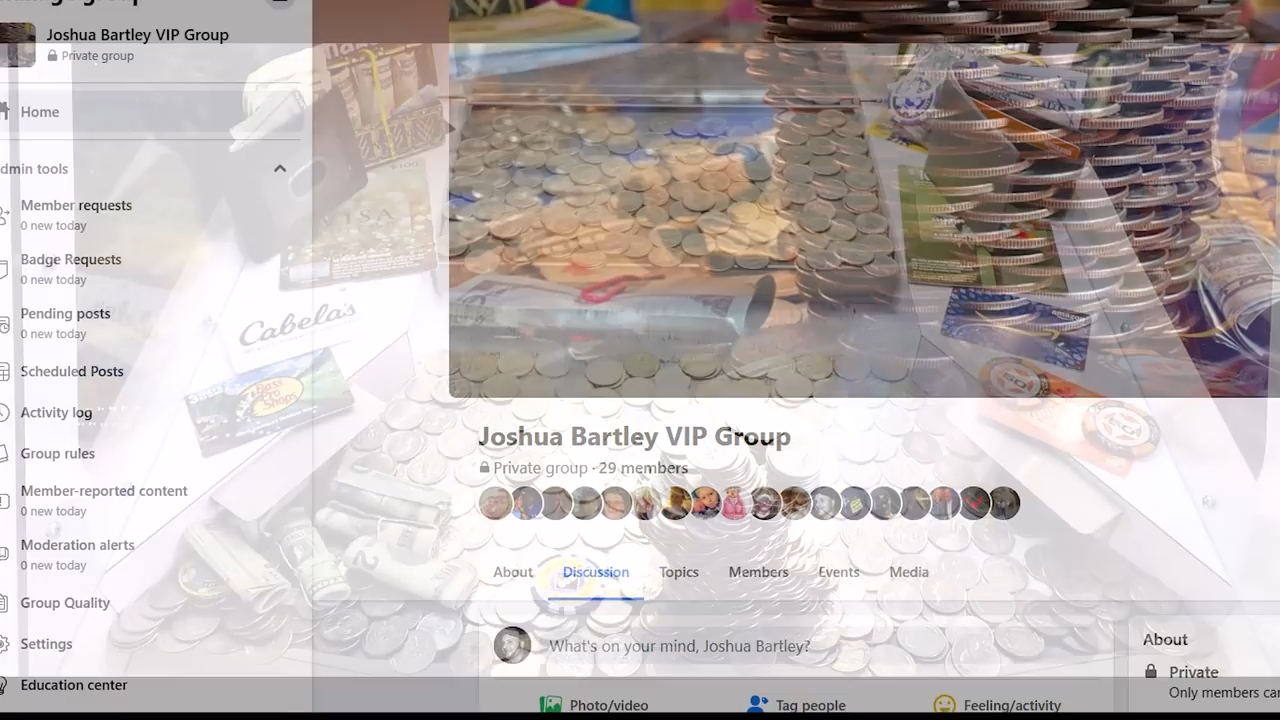 Joshua Bartley VIP Group
Private group
Home
dmin tools
Member requests
0 new today
Badge Requests
0 new today
Pending posts
0 new today
Scheduled Posts
Activity log
Group rules
Member-reported content
0 new today
Moderation alerts
0 new today
Group Quality
Settings
Education center
Cabela's
Bass
Pro
Shops
Joshua Bartley VIP Group
Private group · 29 members
About Discussion Topics Members Events Media
What's on your mind, Joshua Bartley?
Photo/video Tag people Feeling/activity
About
Private
Only members ca